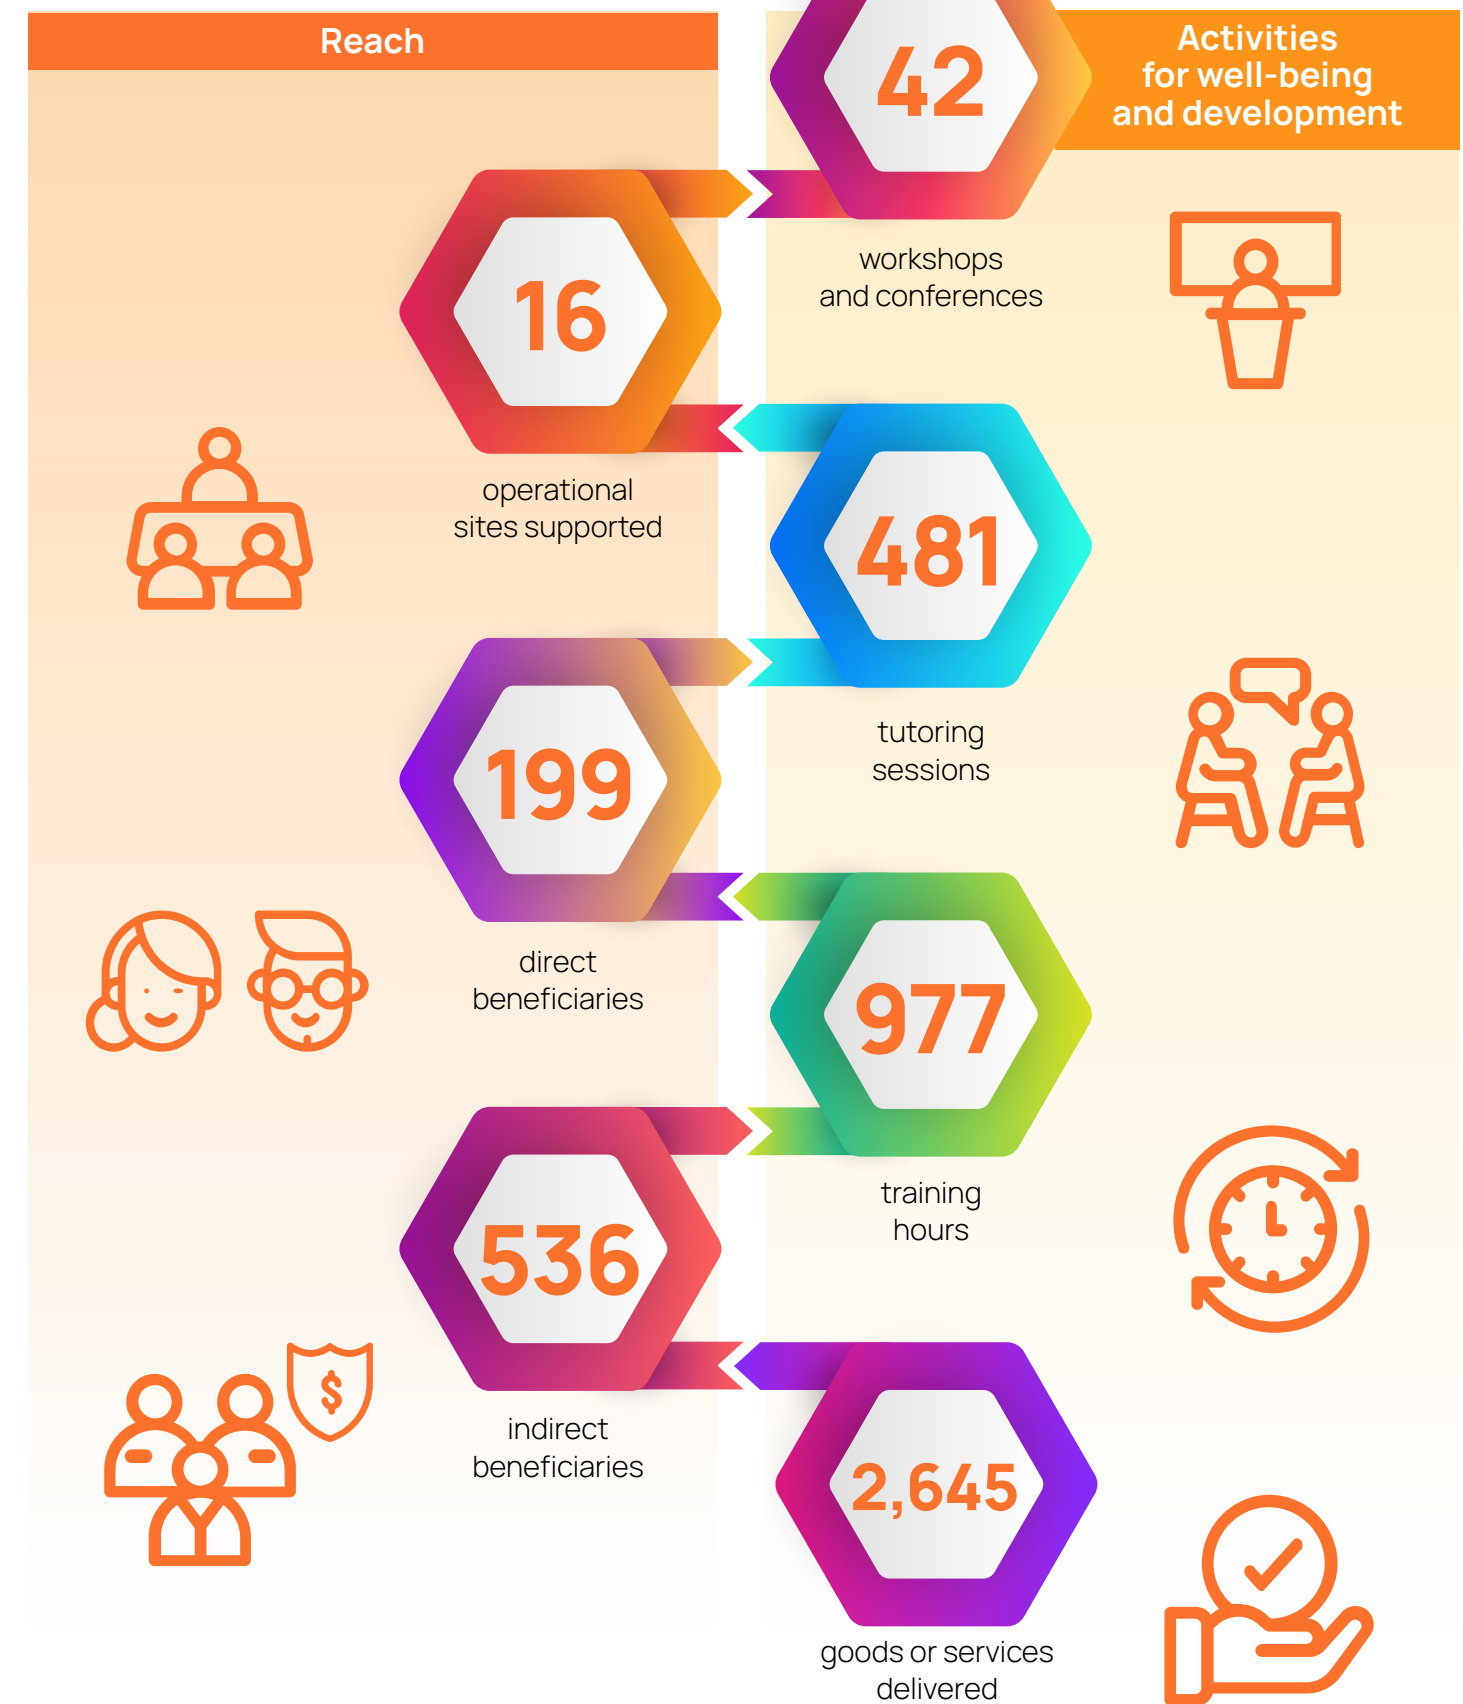 Reach
16
operational
sites supported
199
direct
beneficiaries
536
indirect
beneficiaries
Activities
for well-being
and development
42
workshops
and conferences
481
tutoring
sessions
977
training
hours
2,645
goods or services
delivered
$